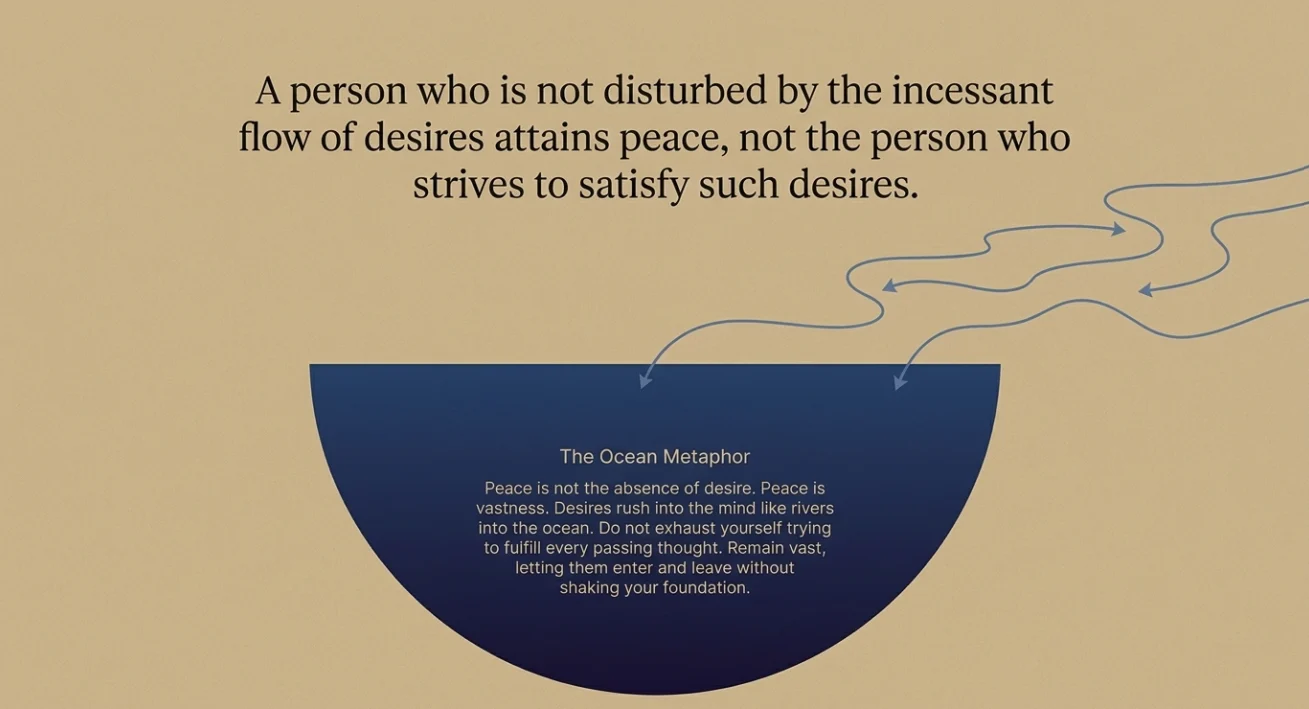 A person who is not disturbed by the incessant
flow of desires attains peace, not the person who
strives to satisfy such desires.
The Ocean Metaphor
Peace is not the absence of desire. Peace is
vastness. Desires rush into the mind like rivers
into the ocean. Do not exhaust yourself trying
to fulfill every passing thought. Remain vast,
letting them enter and leave without
shaking your foundation.